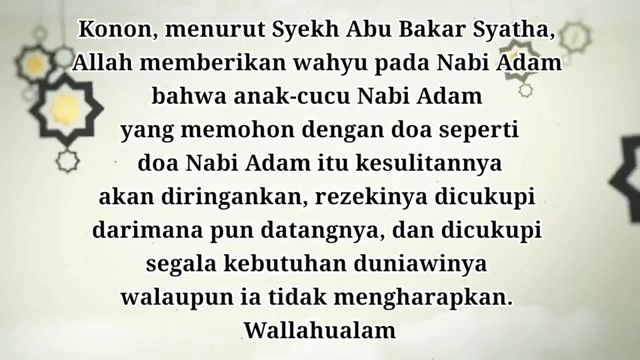 Konon, menurut Syekh Abu Bakar Syatha,
Allah memberikan wahyu pada Nabi Adam
bahwa anak-cucu Nabi Adam
yang memohon dengan doa seperti
doa Nabi Adam itu kesulitannya
akan diringankan, rezekinya dicukupi
darimana pun datangnya, dan dicukupi
segala kebutuhan duniawinya
walaupun ia tidak mengharapkan.
Wallahualam